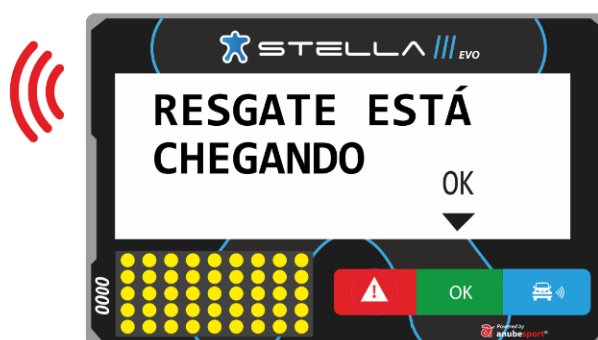 STELLA III EVO
RESGATE ESTÁ
CHEGANDO
OK
0000
OK
Powered by
anubesport®